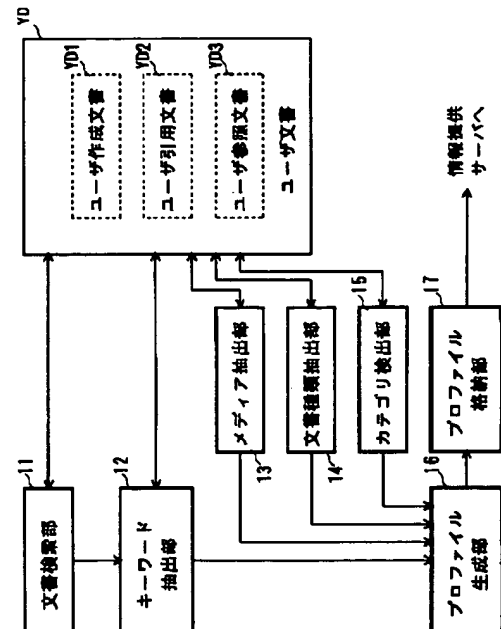 YD
YD1
ユーザ作成文書
YD2
ユーザ引用文書
YD3
ユーザ参照文書
ユーザ文書
11
文書検索部
12
キーワード
抽出部
メディア抽出部
13
文書種類抽出部
14
カテゴリ検出部
15
16
プロファイル
生成部
17
プロファイル
格納部
情報提供
サーバへ